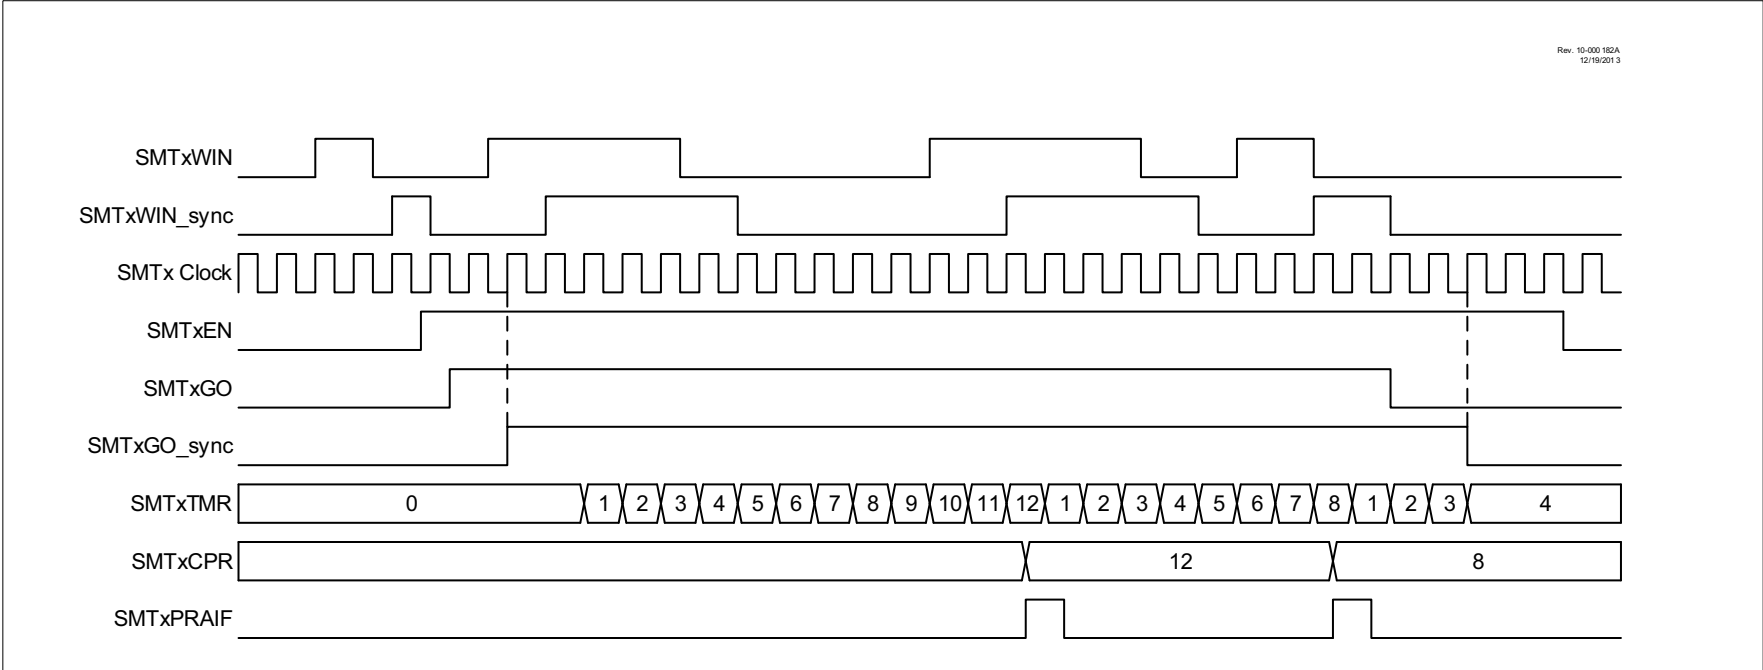 Rev. 10-000 182A
12/19/201 3
SMTxWIN
SMTxWIN_sync
SMTx Clock
SMTxEN
SMTxGO
SMTxGO_sync
SMTxTMR 0 1 2 3 4 5 6 7 8 9 10 11 12 1 2 3 4 5 6 7 8 1 2 3 4
SMTxCPR 12 8
SMTxPRAIF